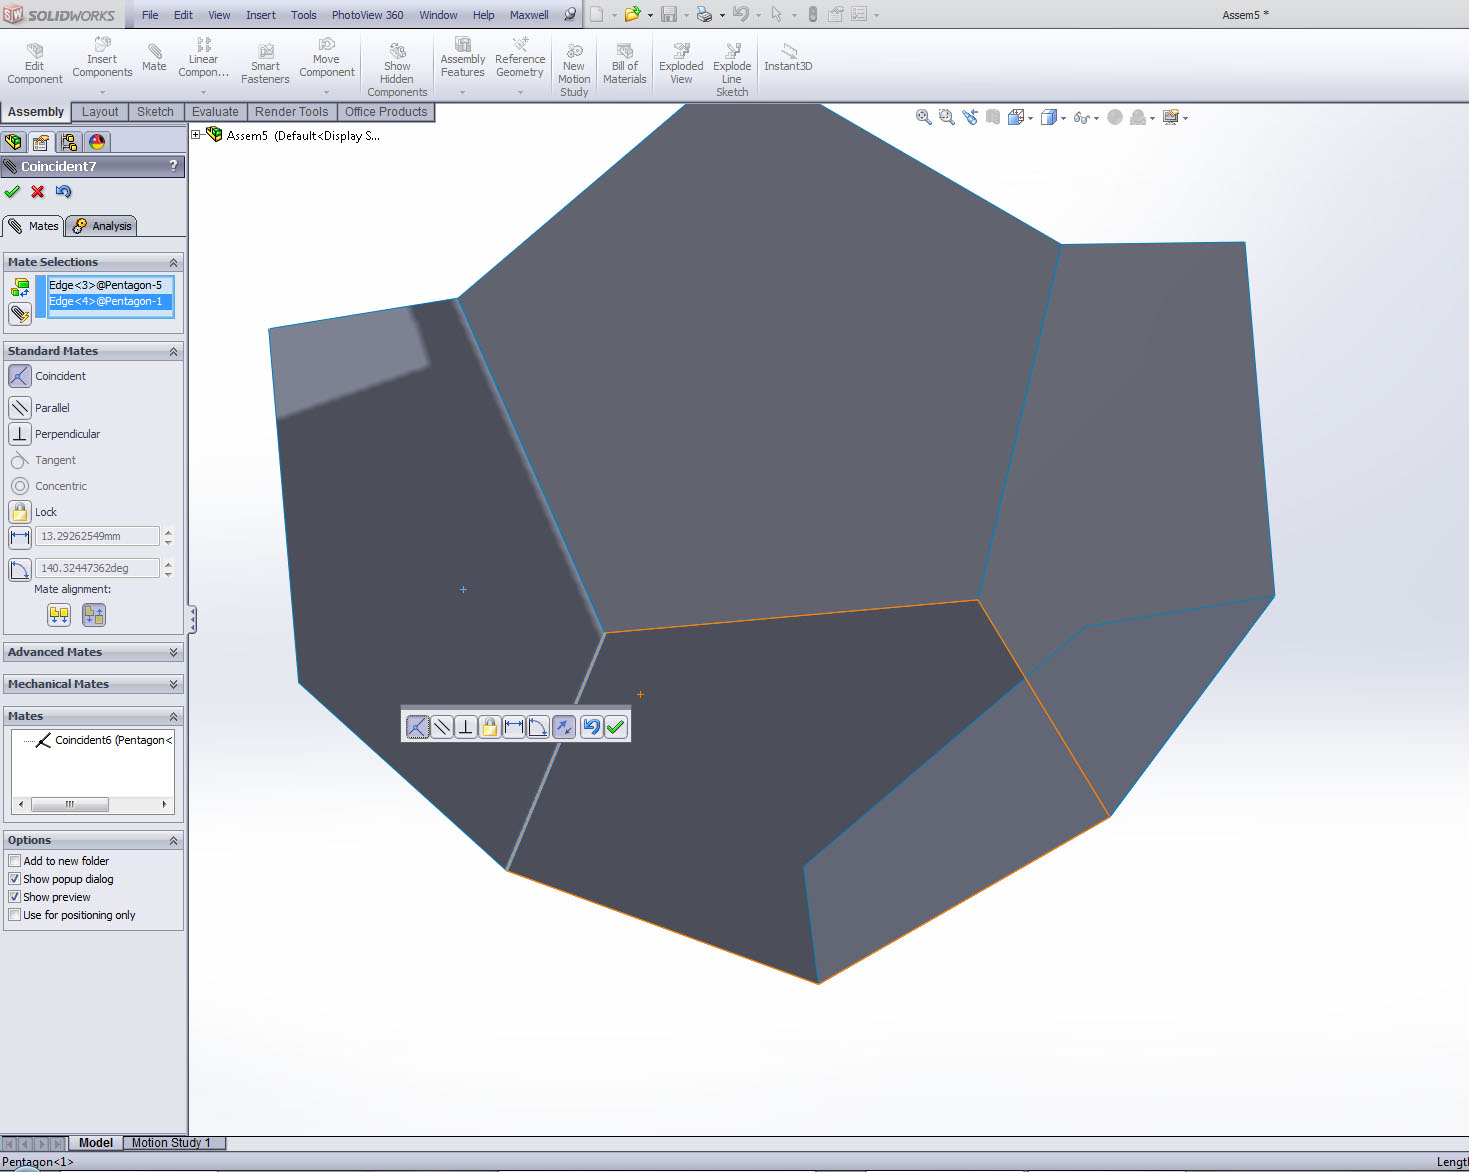 SOLIDWORKS File Edit View Insert Tools PhotoView 360 Window Help Maxwell Assem5 *
Edit Component
Insert Components
Mate
Linear Compon...
Smart Fasteners
Move Component
Show Hidden Components
Assembly Features
Reference Geometry
New Motion Study
Bill of Materials
Exploded View
Explode Line Sketch
Instant3D
Assembly Layout Sketch Evaluate Render Tools Office Products
Assem5 (Default<Display S...
Coincident7 ?
Mates Analysis
Mate Selections
Edge<3>@Pentagon-5
Edge<4>@Pentagon-1
Standard Mates
Coincident
Parallel
Perpendicular
Tangent
Concentric
Lock
13.29262549mm
140.32447362deg
Mate alignment:
Advanced Mates
Mechanical Mates
Mates
Coincident6 (Pentagon<
Options
Add to new folder
Show popup dialog
Show preview
Use for positioning only
Model Motion Study 1
Pentagon<1> Lengt